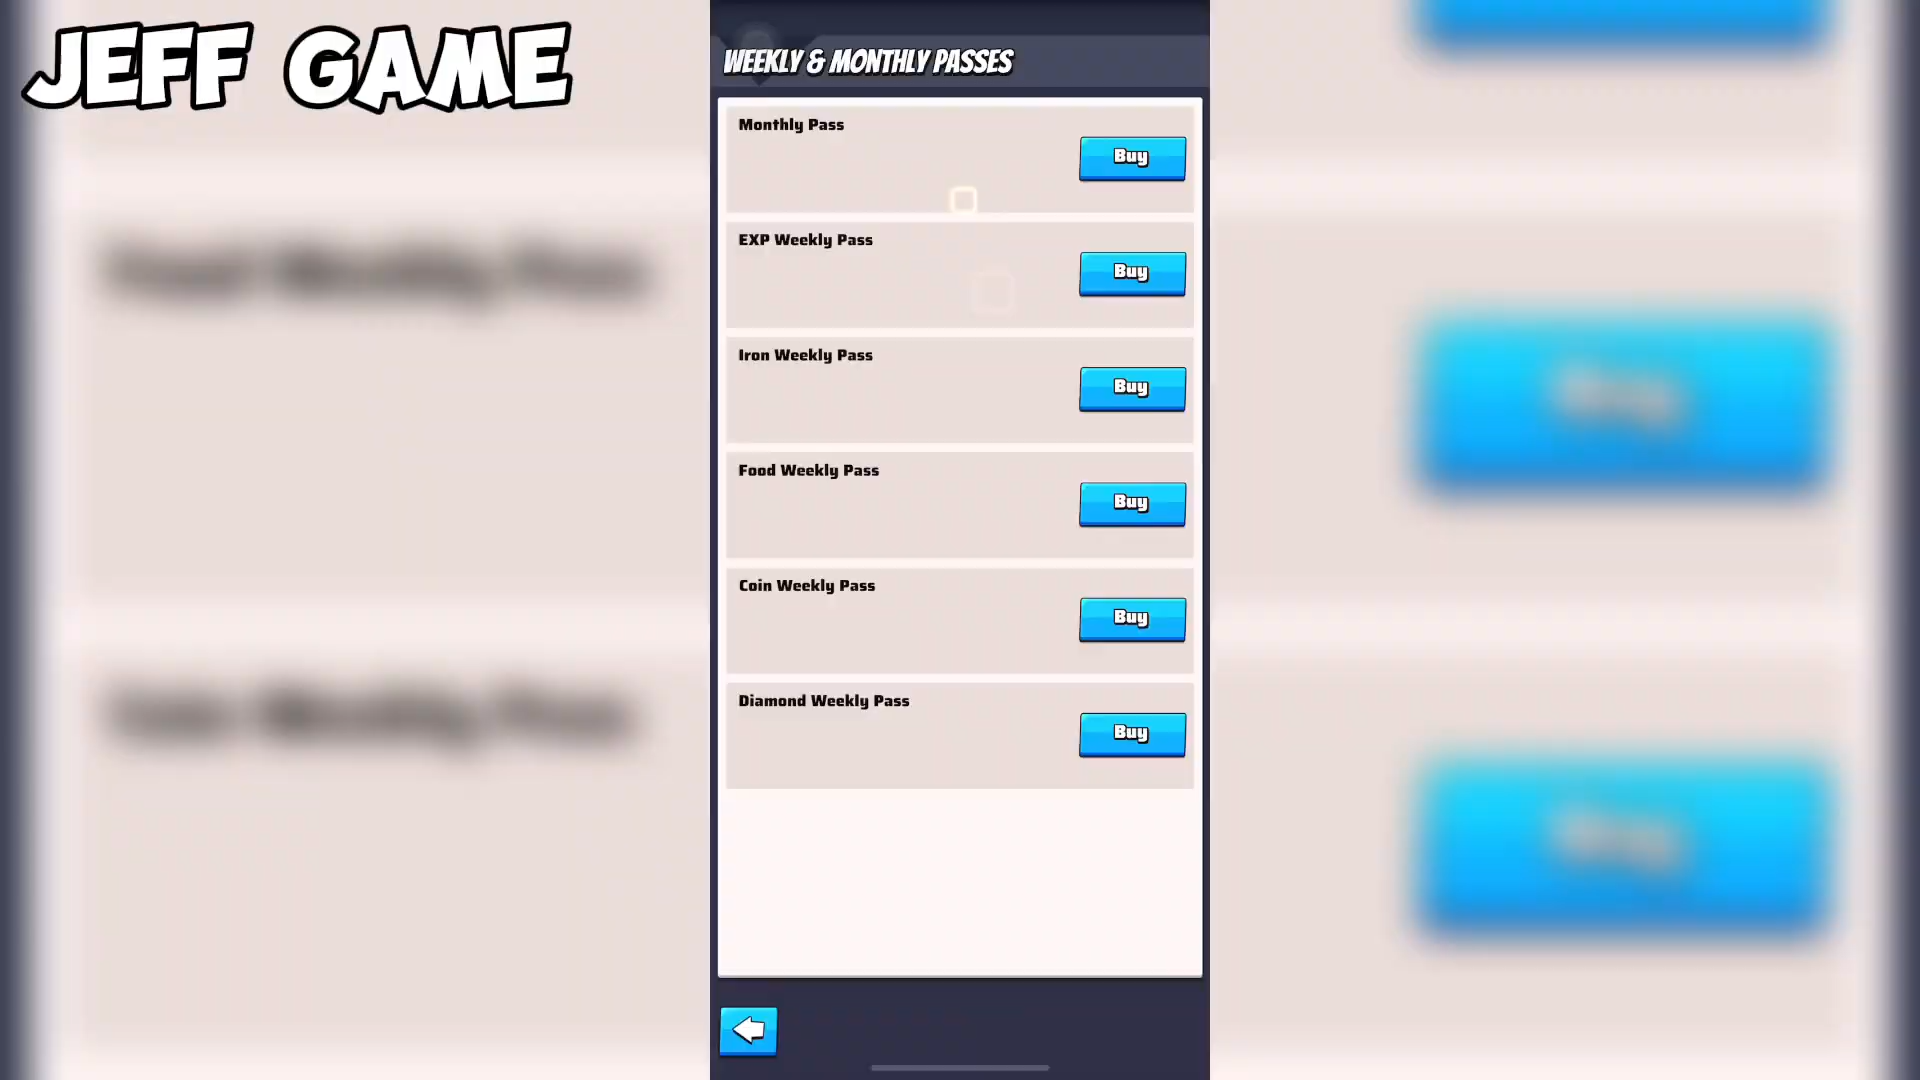 JEFF GAME
WEEKLY & MONTHLY PASSES
Monthly Pass
Buy
EXP Weekly Pass
Buy
Iron Weekly Pass
Buy
Food Weekly Pass
Buy
Coin Weekly Pass
Buy
Diamond Weekly Pass
Buy